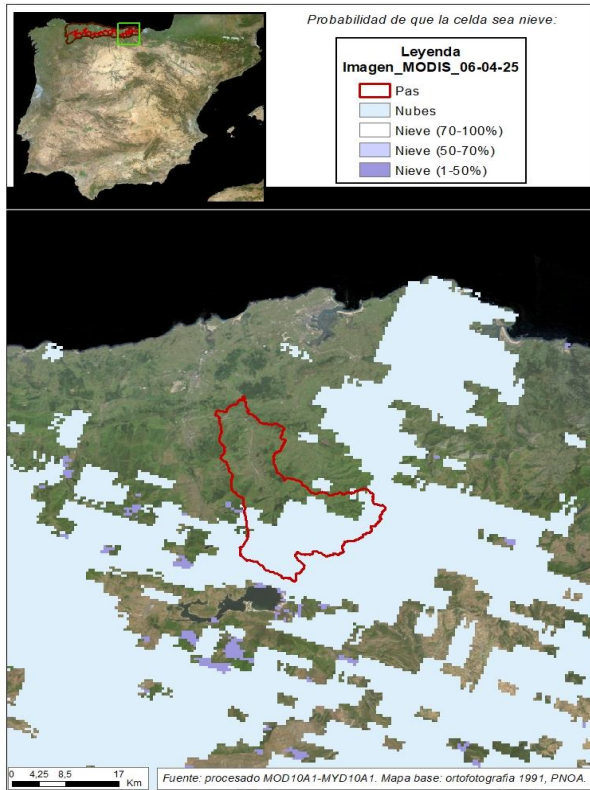 Probabilidad de que la celda sea nieve:
Leyenda
Imagen_MODIS_06-04-25
Pas
Nubes
Nieve (70-100%)
Nieve (50-70%)
Nieve (1-50%)
0 4,25 8,5 17
Km
Fuente: procesado MOD10A1-MYD10A1. Mapa base: ortofotografia 1991, PNOA.